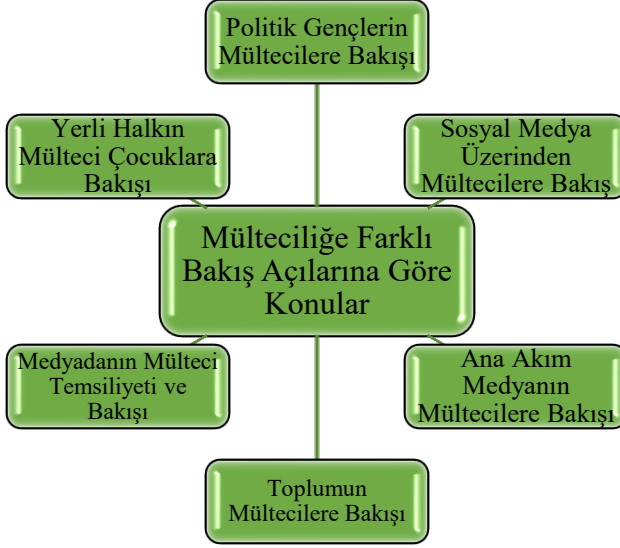 Politik Gençlerin
Mültecilere Bakışı
Yerli Halkın
Mülteci Çocuklara
Bakışı
Sosyal Medya
Üzerinden
Mültecilere Bakış
Mülteciliğe Farklı
Bakış Açılarına Göre
Konular
Medyadanın Mülteci
Temsiliyeti ve
Bakışı
Ana Akım
Medyanın
Mültecilere Bakışı
Toplumun
Mültecilere Bakışı